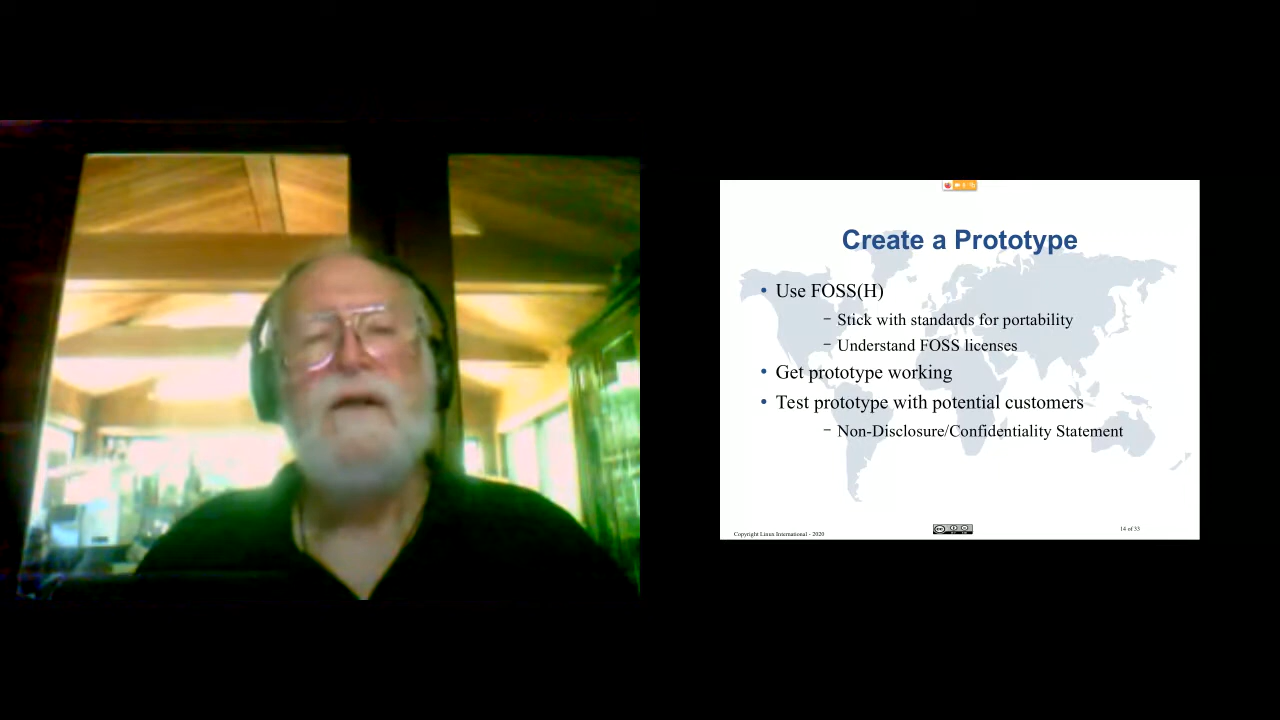 Create a Prototype
• Use FOSS(H)
– Stick with standards for portability
– Understand FOSS licenses
• Get prototype working
• Test prototype with potential customers
– Non-Disclosure/Confidentiality Statement
Copyright Linux International - 2020
14 of 33